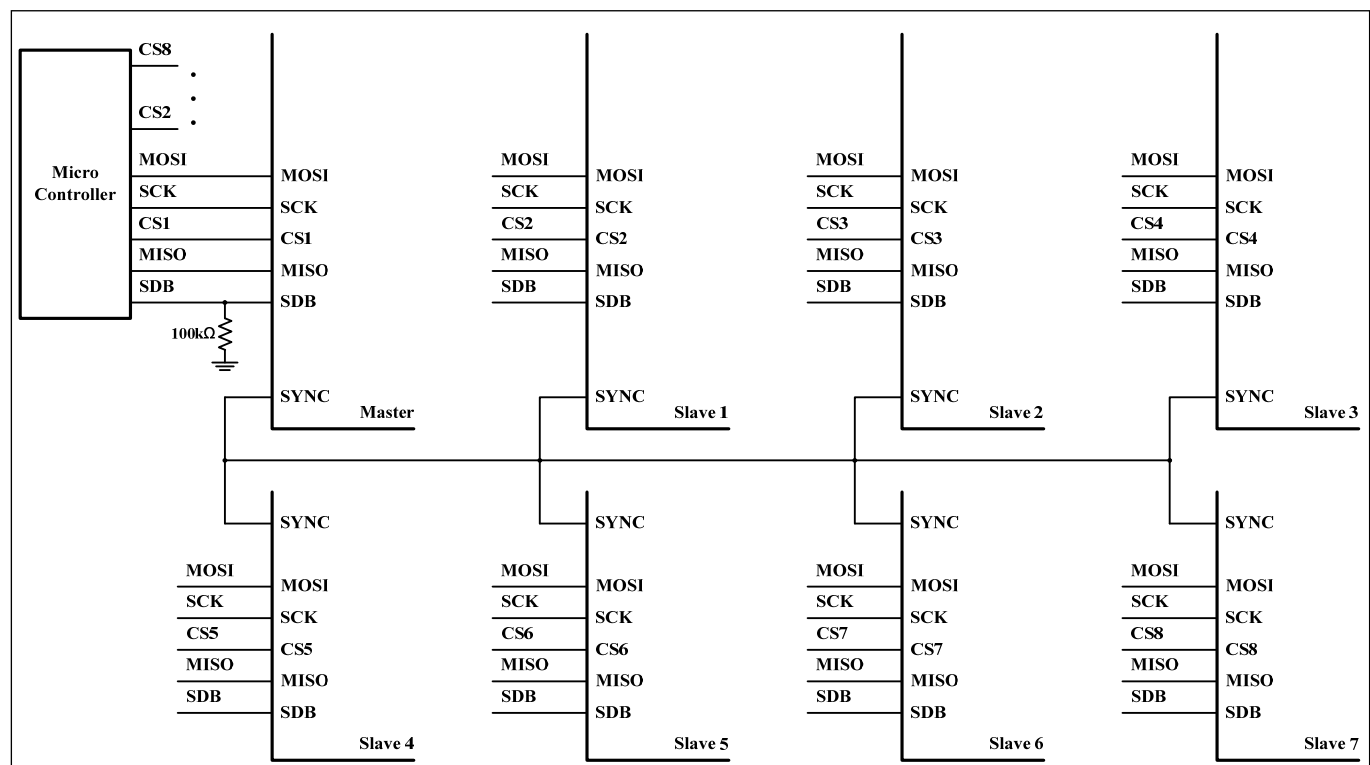 CS8
CS2
Micro
Controller
MOSI
SCK
CS1
MISO
SDB
100kΩ
MOSI
SCK
CS1
MISO
SDB
SYNC
Master
MOSI
SCK
CS2
MISO
SDB
MOSI
SCK
CS2
MISO
SDB
SYNC
Slave 1
MOSI
SCK
CS3
MISO
SDB
MOSI
SCK
CS3
MISO
SDB
SYNC
Slave 2
MOSI
SCK
CS4
MISO
SDB
MOSI
SCK
CS4
MISO
SDB
SYNC
Slave 3
SYNC
MOSI
SCK
CS5
MISO
SDB
MOSI
SCK
CS5
MISO
SDB
Slave 4
SYNC
MOSI
SCK
CS6
MISO
SDB
MOSI
SCK
CS6
MISO
SDB
Slave 5
SYNC
MOSI
SCK
CS7
MISO
SDB
MOSI
SCK
CS7
MISO
SDB
Slave 6
SYNC
MOSI
SCK
CS8
MISO
SDB
MOSI
SCK
CS8
MISO
SDB
Slave 7